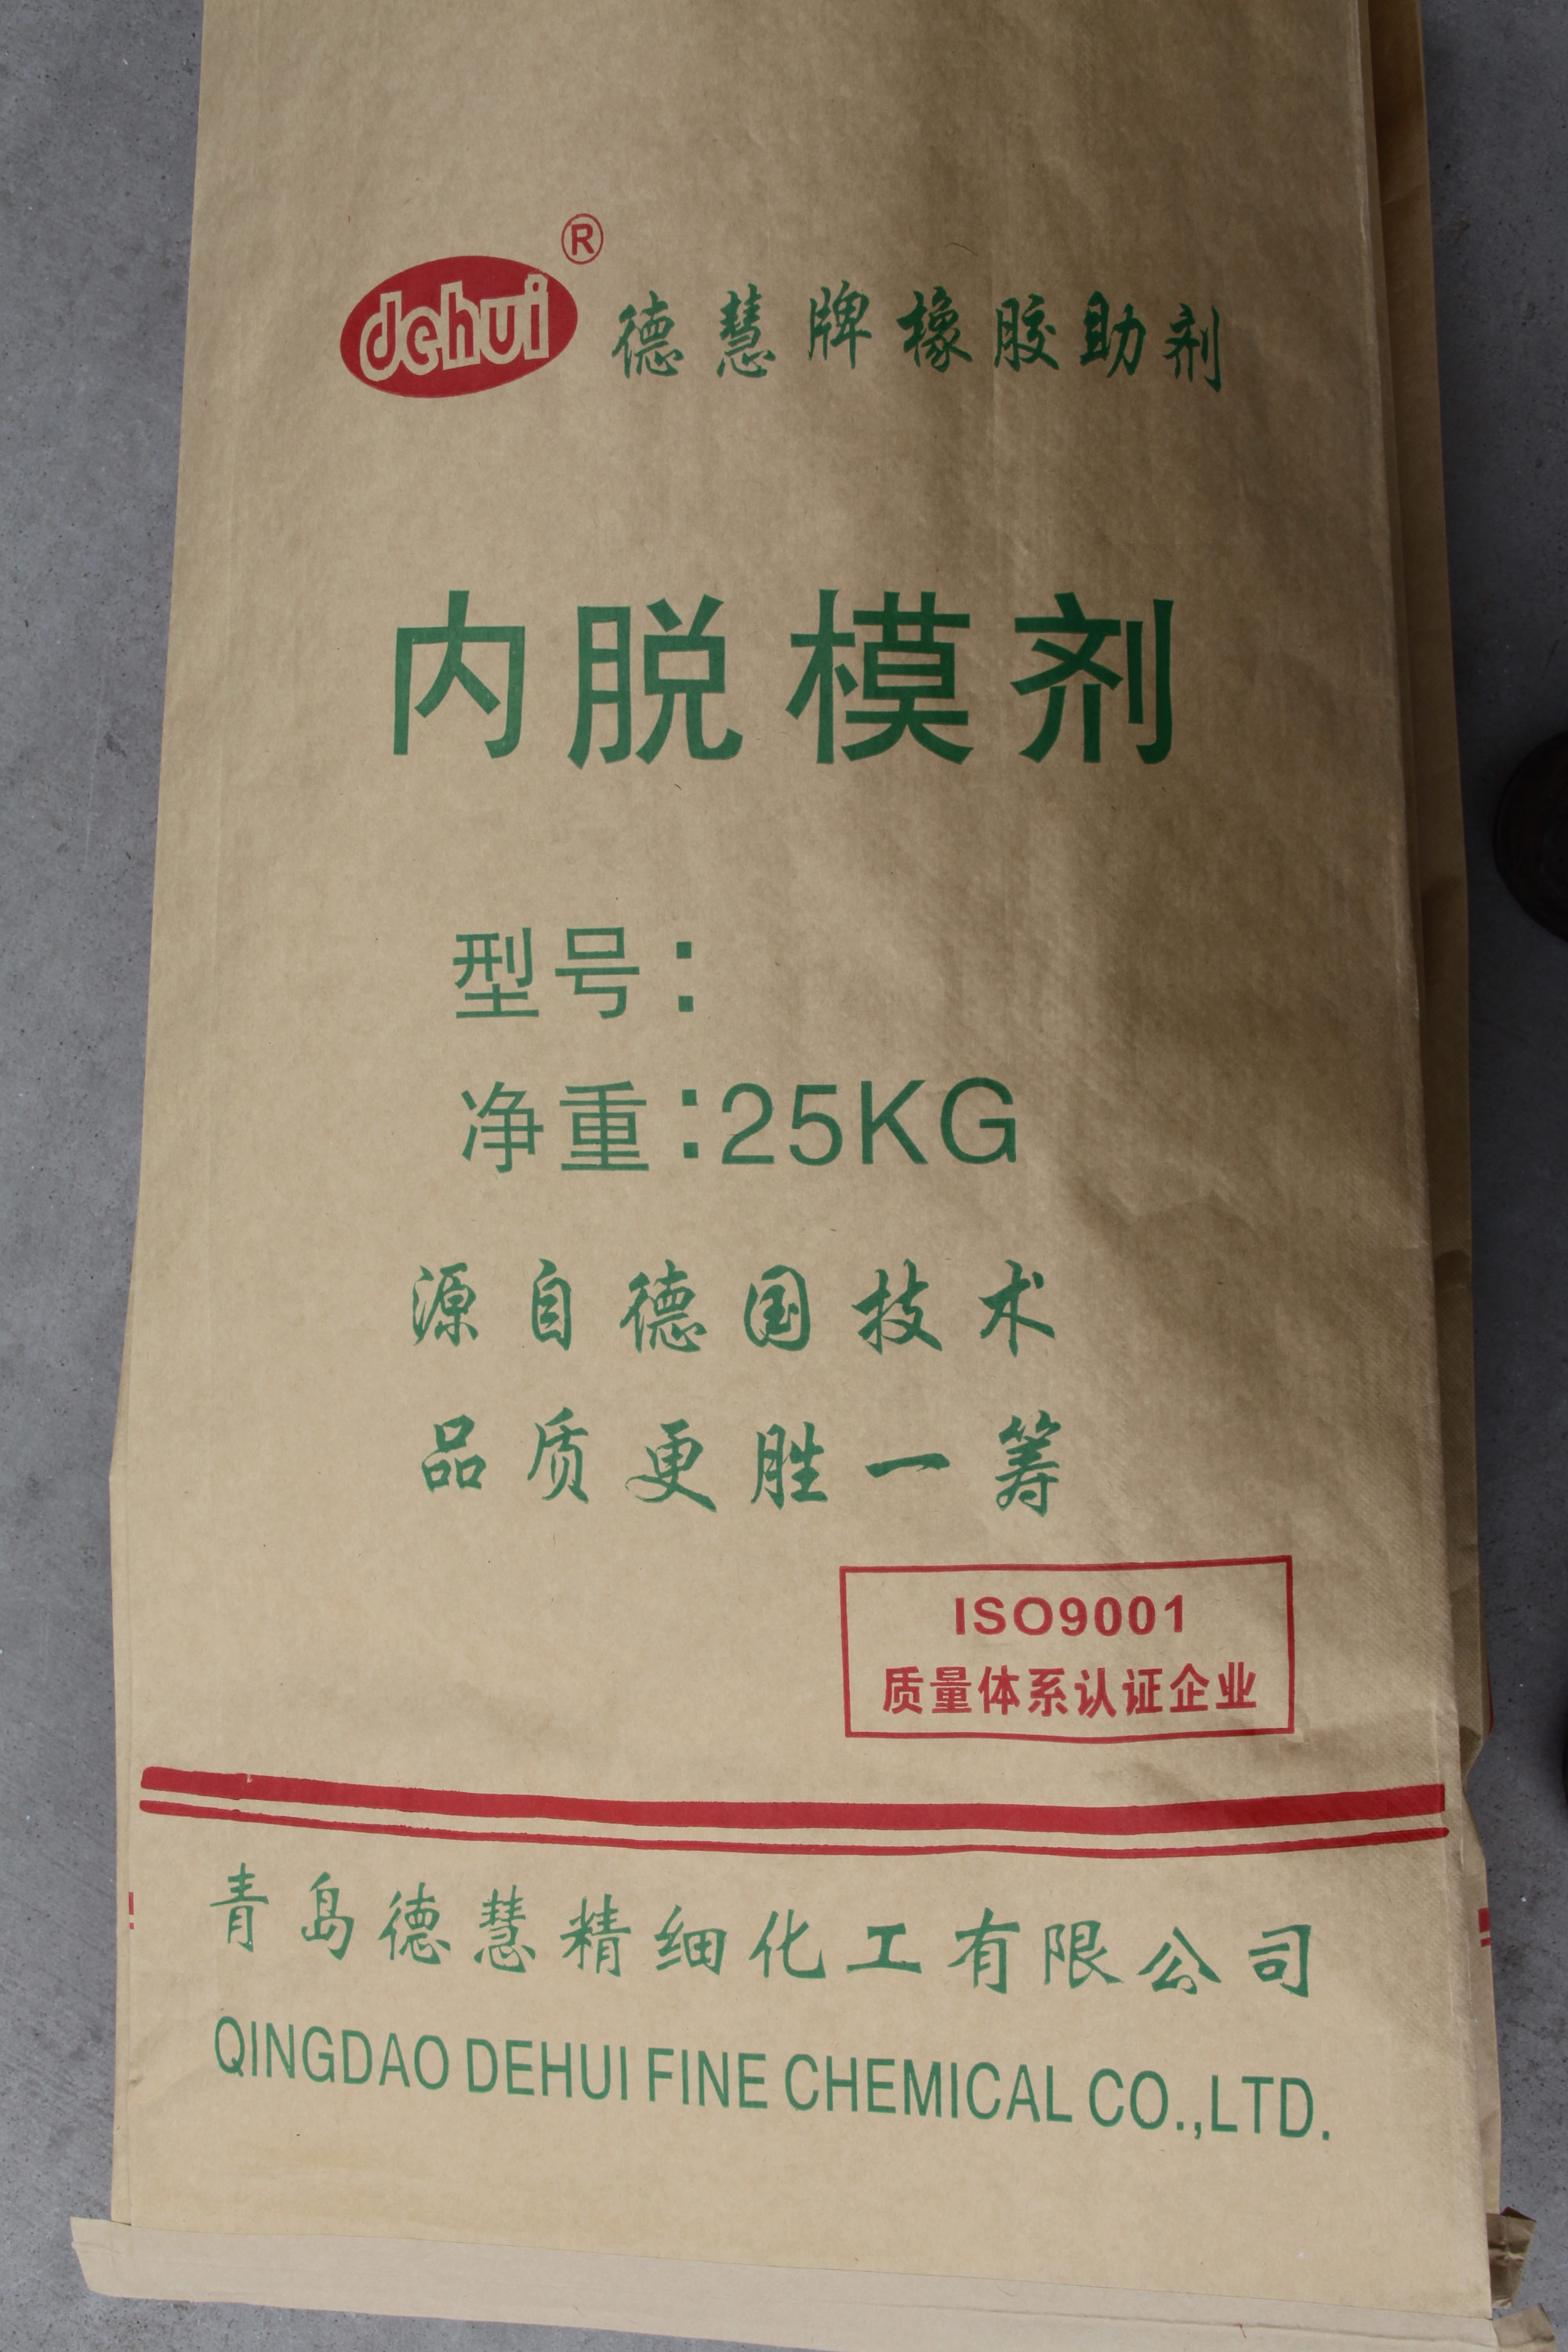 dehui® 德慧牌橡胶助剂
内脱模剂
型号:
净重:25KG
源自德国技术
品质更胜一筹
ISO9001
质量体系认证企业
青岛德慧精细化工有限公司
QINGDAO DEHUI FINE CHEMICAL CO.,LTD.